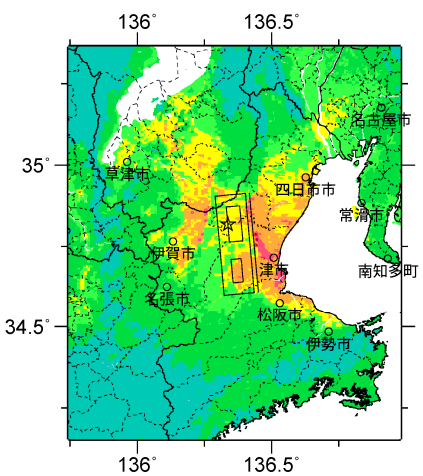 136° 136.5°
名古屋市
35°
草津市
四日市市
常滑市
伊賀市
津市
南知多町
名張市
松阪市
34.5°
伊勢市
136° 136.5°